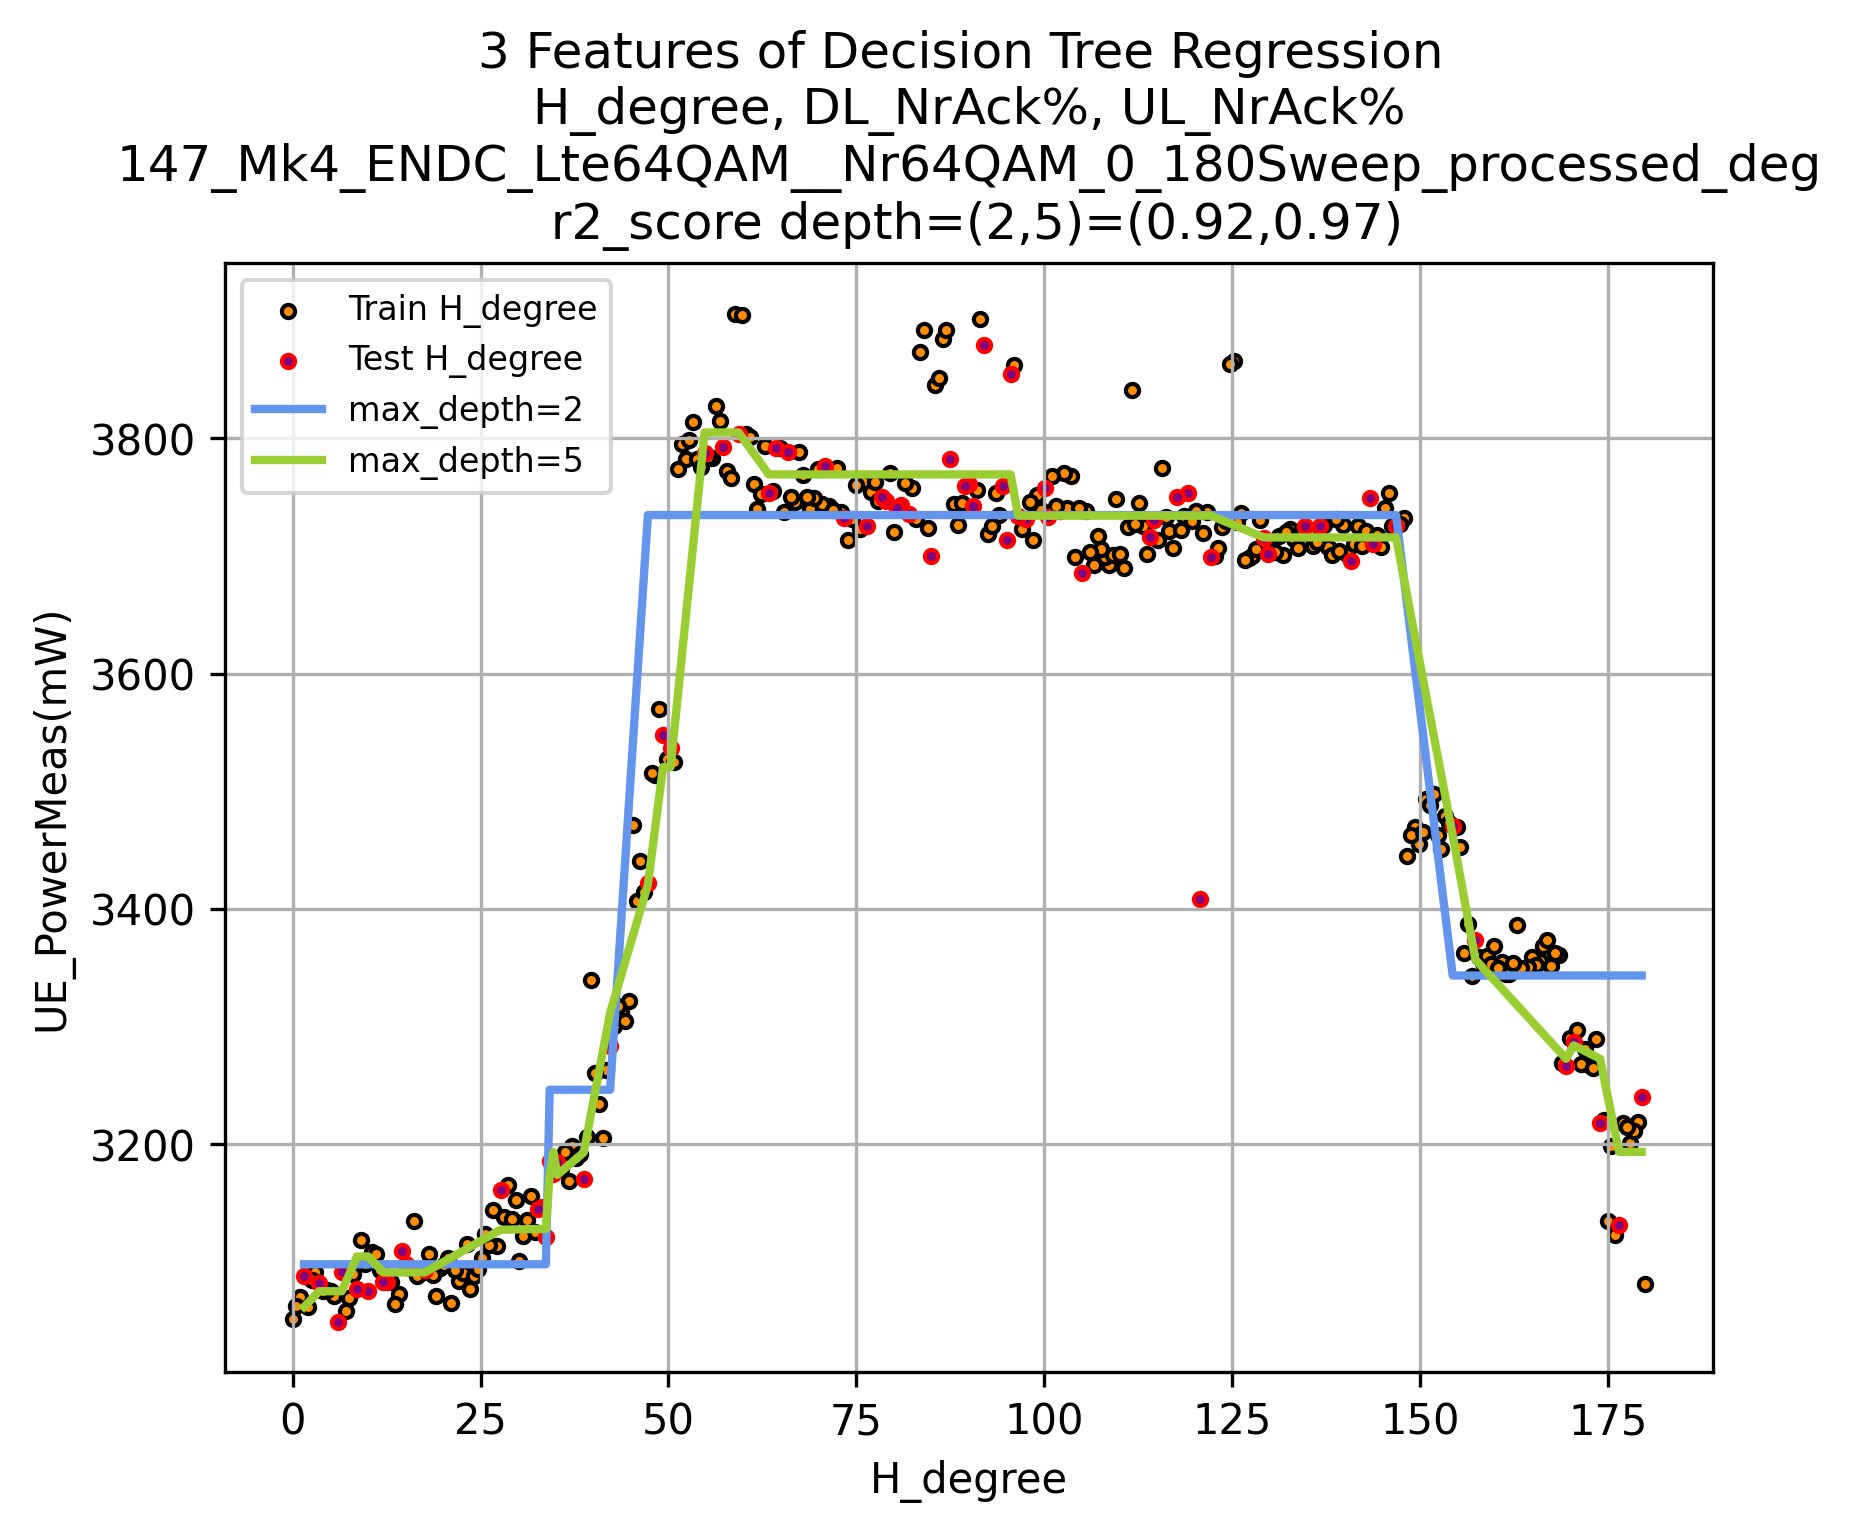 3 Features of Decision Tree Regression
H_degree, DL_NrAck%, UL_NrAck%
147_Mk4_ENDC_Lte64QAM__Nr64QAM_0_180Sweep_processed_deg
r2_score depth=(2,5)=(0.92,0.97)
Train H_degree
Test H_degree
max_depth=2
max_depth=5
3800
3600
3400
3200
UE_PowerMeas(mW)
0 25 50 75 100 125 150 175
H_degree